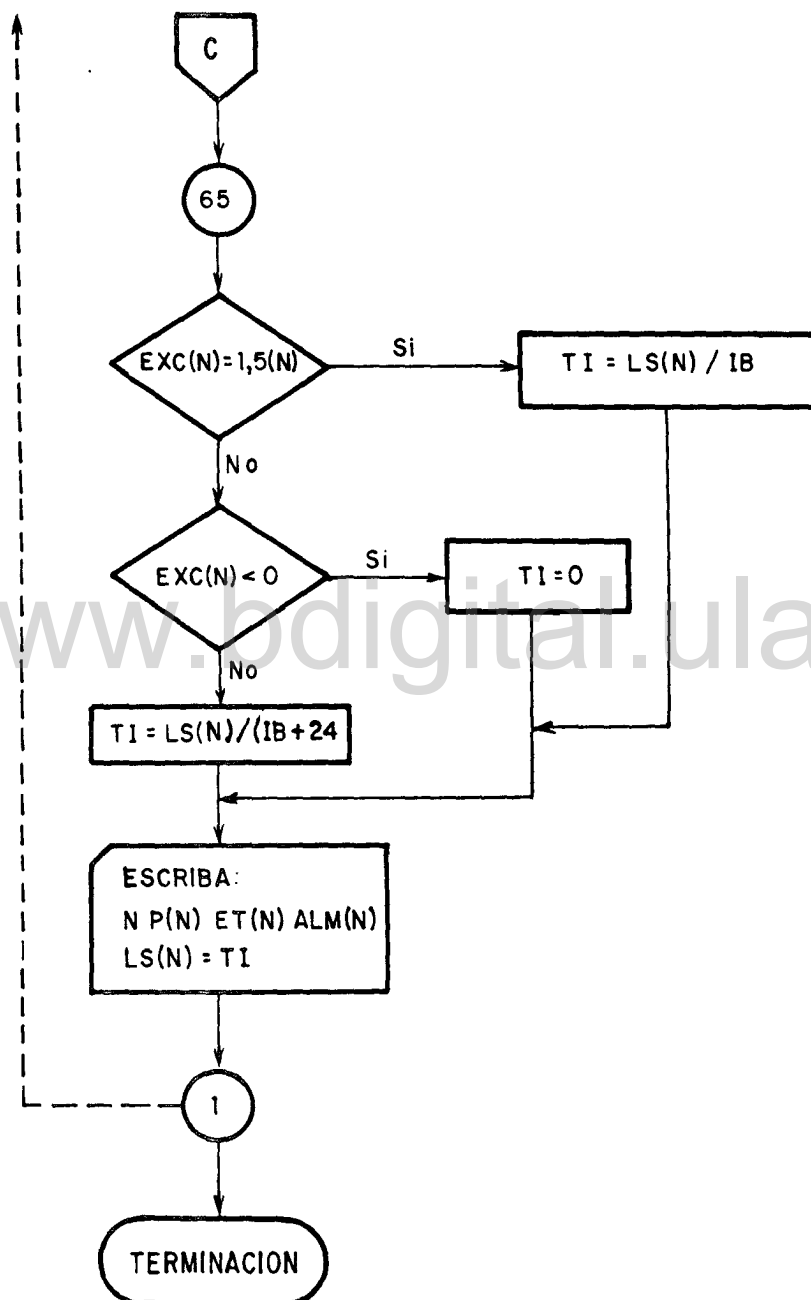 C
65
EXC(N)=1,5(N)
Si
TI = LS(N) / IB
No
EXC(N) < 0
Si
TI = 0
www.bdigital.ula
No
TI = LS(N)/(IB+24
ESCRIBA:
N P(N) ET(N) ALM(N)
LS(N) = TI
1
TERMINACION